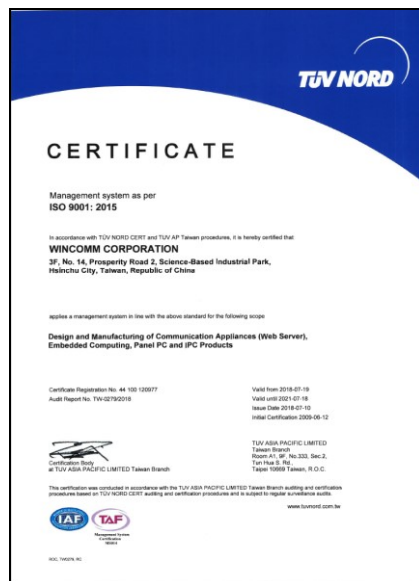 TÜV NORD
CERTIFICATE
Management system as per
ISO 9001: 2015
In accordance with TÜV NORD CERT and TUV AP Taiwan procedures, it is hereby certified that
WINCOMM CORPORATION
3F, No. 14, Prosperity Road 2, Science-Based Industrial Park,
Hsinchu City, Taiwan, Republic of China
applies a management system in line with the above standard for the following scope
Design and Manufacturing of Communication Appliances (Web Server),
Embedded Computing, Panel PC and IPC Products
Certificate Registration No. 44 100 120977
Audit Report No. TW-0279/2018
Valid from 2018-07-19
Valid until 2021-07-18
Issue Date 2018-07-10
Initial Certification 2009-06-12
Certification Body
at TUV ASIA PACIFIC LIMITED Taiwan Branch
TUV ASIA PACIFIC LIMITED
Taiwan Branch
Room A1, 9F, No.333, Sec.2,
Tun Hua S. Rd.,
Taipei 10669 Taiwan, R.O.C.
This certification was conducted in accordance with the TUV ASIA PACIFIC LIMITED Taiwan Branch auditing and certification
procedures based on TÜV NORD CERT auditing and certification procedures and is subject to regular surveillance audits.
www.tuvnord.com.tw
IAF
TAF
Management System
Certification